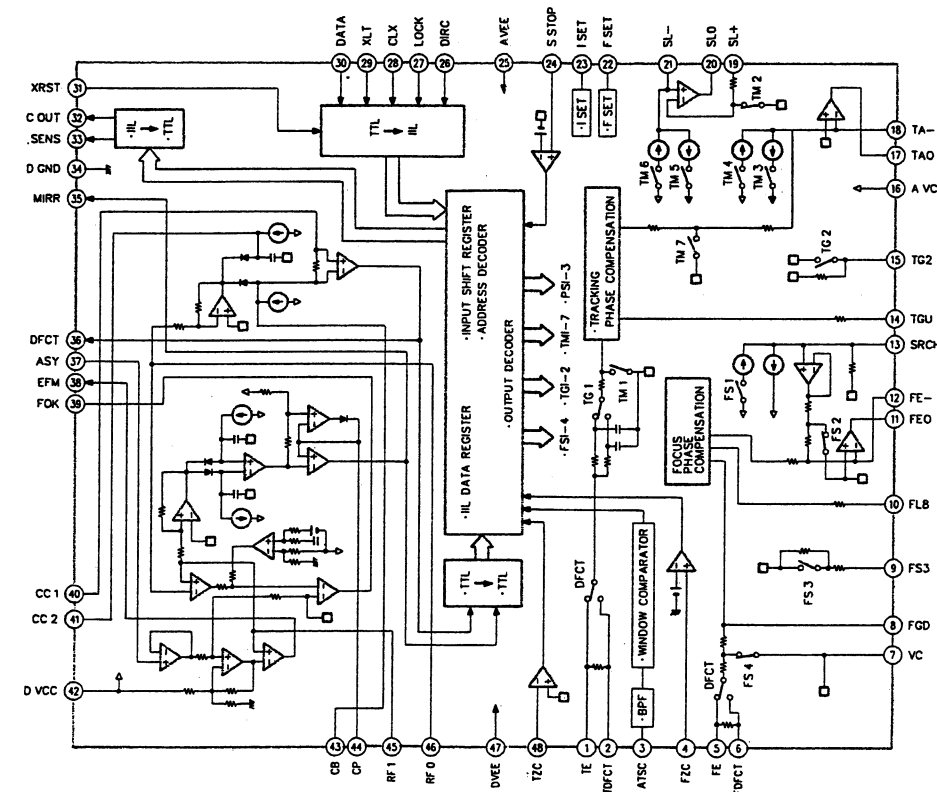 DATA
XLT
CLX
LOCK
DIRC
AVEE
S STOP
I SET
F SET
SL-
SLO
SL+
30
29
28
27
26
25
24
23
22
21
20
19
XRST 31
C OUT 32
SENS 33
D GND 34
MIRR 35
DFCT 36
ASY 37
EFM 38
FOK 39
CC 1 40
CC 2 41
D VCC 42
18 TA-
17 TAO
16 A VC
15 TG2
14 TGU
13 SRCH
12 FE-
11 FEO
10 FLB
9 FS3
8 FGD
7 VC
·IIL → ·TTL
TTL → IIL
·I SET
·F SET
TM 2
TM 6
TM 5
TM 4
TM 3
TM 7
TG 2
·INPUT SHIFT REGISTER
·ADDRESS DECODER
·OUTPUT DECODER
·IIL DATA REGISTER
·PSI-3
·TMI-7
·TGI-2
·FSI-4
·TRACKING
PHASE COMPENSATION
TG 1
TM 1
FOCUS
PHASE
COMPENSATION
FS 1
FS 2
FS 3
FS 4
·TTL → ·TTL
DFCT
·WINDOW COMPARATOR
·BPF
DFCT
43
44
45
46
47
48
1
2
3
4
5
6
CB
CP
RF I
RF O
DVEE
TZC
TE
TDFCT
ATSC
FZC
FE
FDFCT